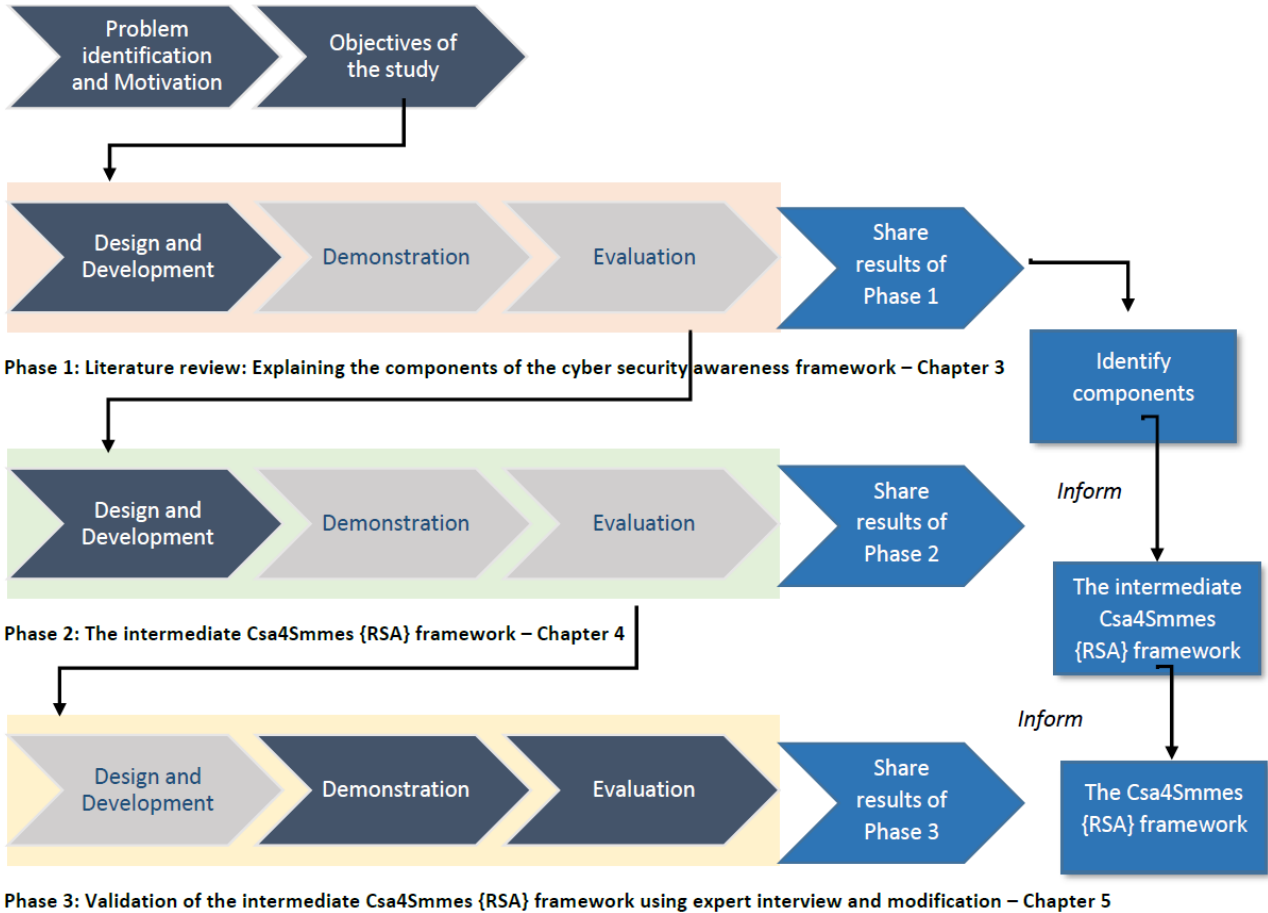 Problem
identification
and Motivation
Objectives of
the study
Design and
Development
Demonstration
Evaluation
Share
results of
Phase 1
Phase 1: Literature review: Explaining the components of the cyber security awareness framework – Chapter 3
Identify
components
Inform
Design and
Development
Demonstration
Evaluation
Share
results of
Phase 2
The intermediate
Csa4Smmes
{RSA} framework
Phase 2: The intermediate Csa4Smmes {RSA} framework – Chapter 4
Inform
Design and
Development
Demonstration
Evaluation
Share
results of
Phase 3
The Csa4Smmes
{RSA} framework
Phase 3: Validation of the intermediate Csa4Smmes {RSA} framework using expert interview and modification – Chapter 5